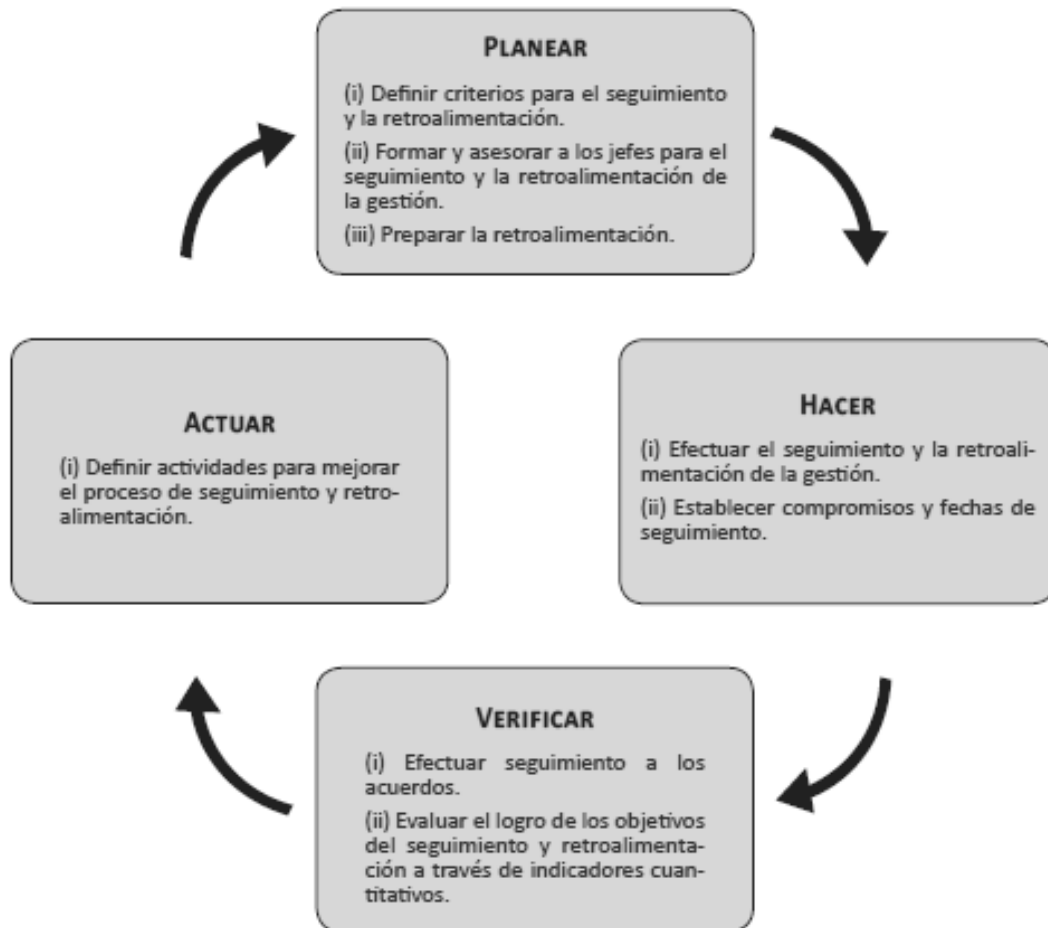 PLANEAR
(i) Definir criterios para el seguimiento
y la retroalimentación.
(ii) Formar y asesorar a los jefes para el
seguimiento y la retroalimentación de
la gestión.
(iii) Preparar la retroalimentación.
HACER
(i) Efectuar el seguimiento y la retroali-
mentación de la gestión.
(ii) Establecer compromisos y fechas de
seguimiento.
VERIFICAR
(i) Efectuar seguimiento a los
acuerdos.
(ii) Evaluar el logro de los objetivos
del seguimiento y retroalimenta-
ción a través de indicadores cuan-
titativos.
ACTUAR
(i) Definir actividades para mejorar
el proceso de seguimiento y retro-
alimentación.